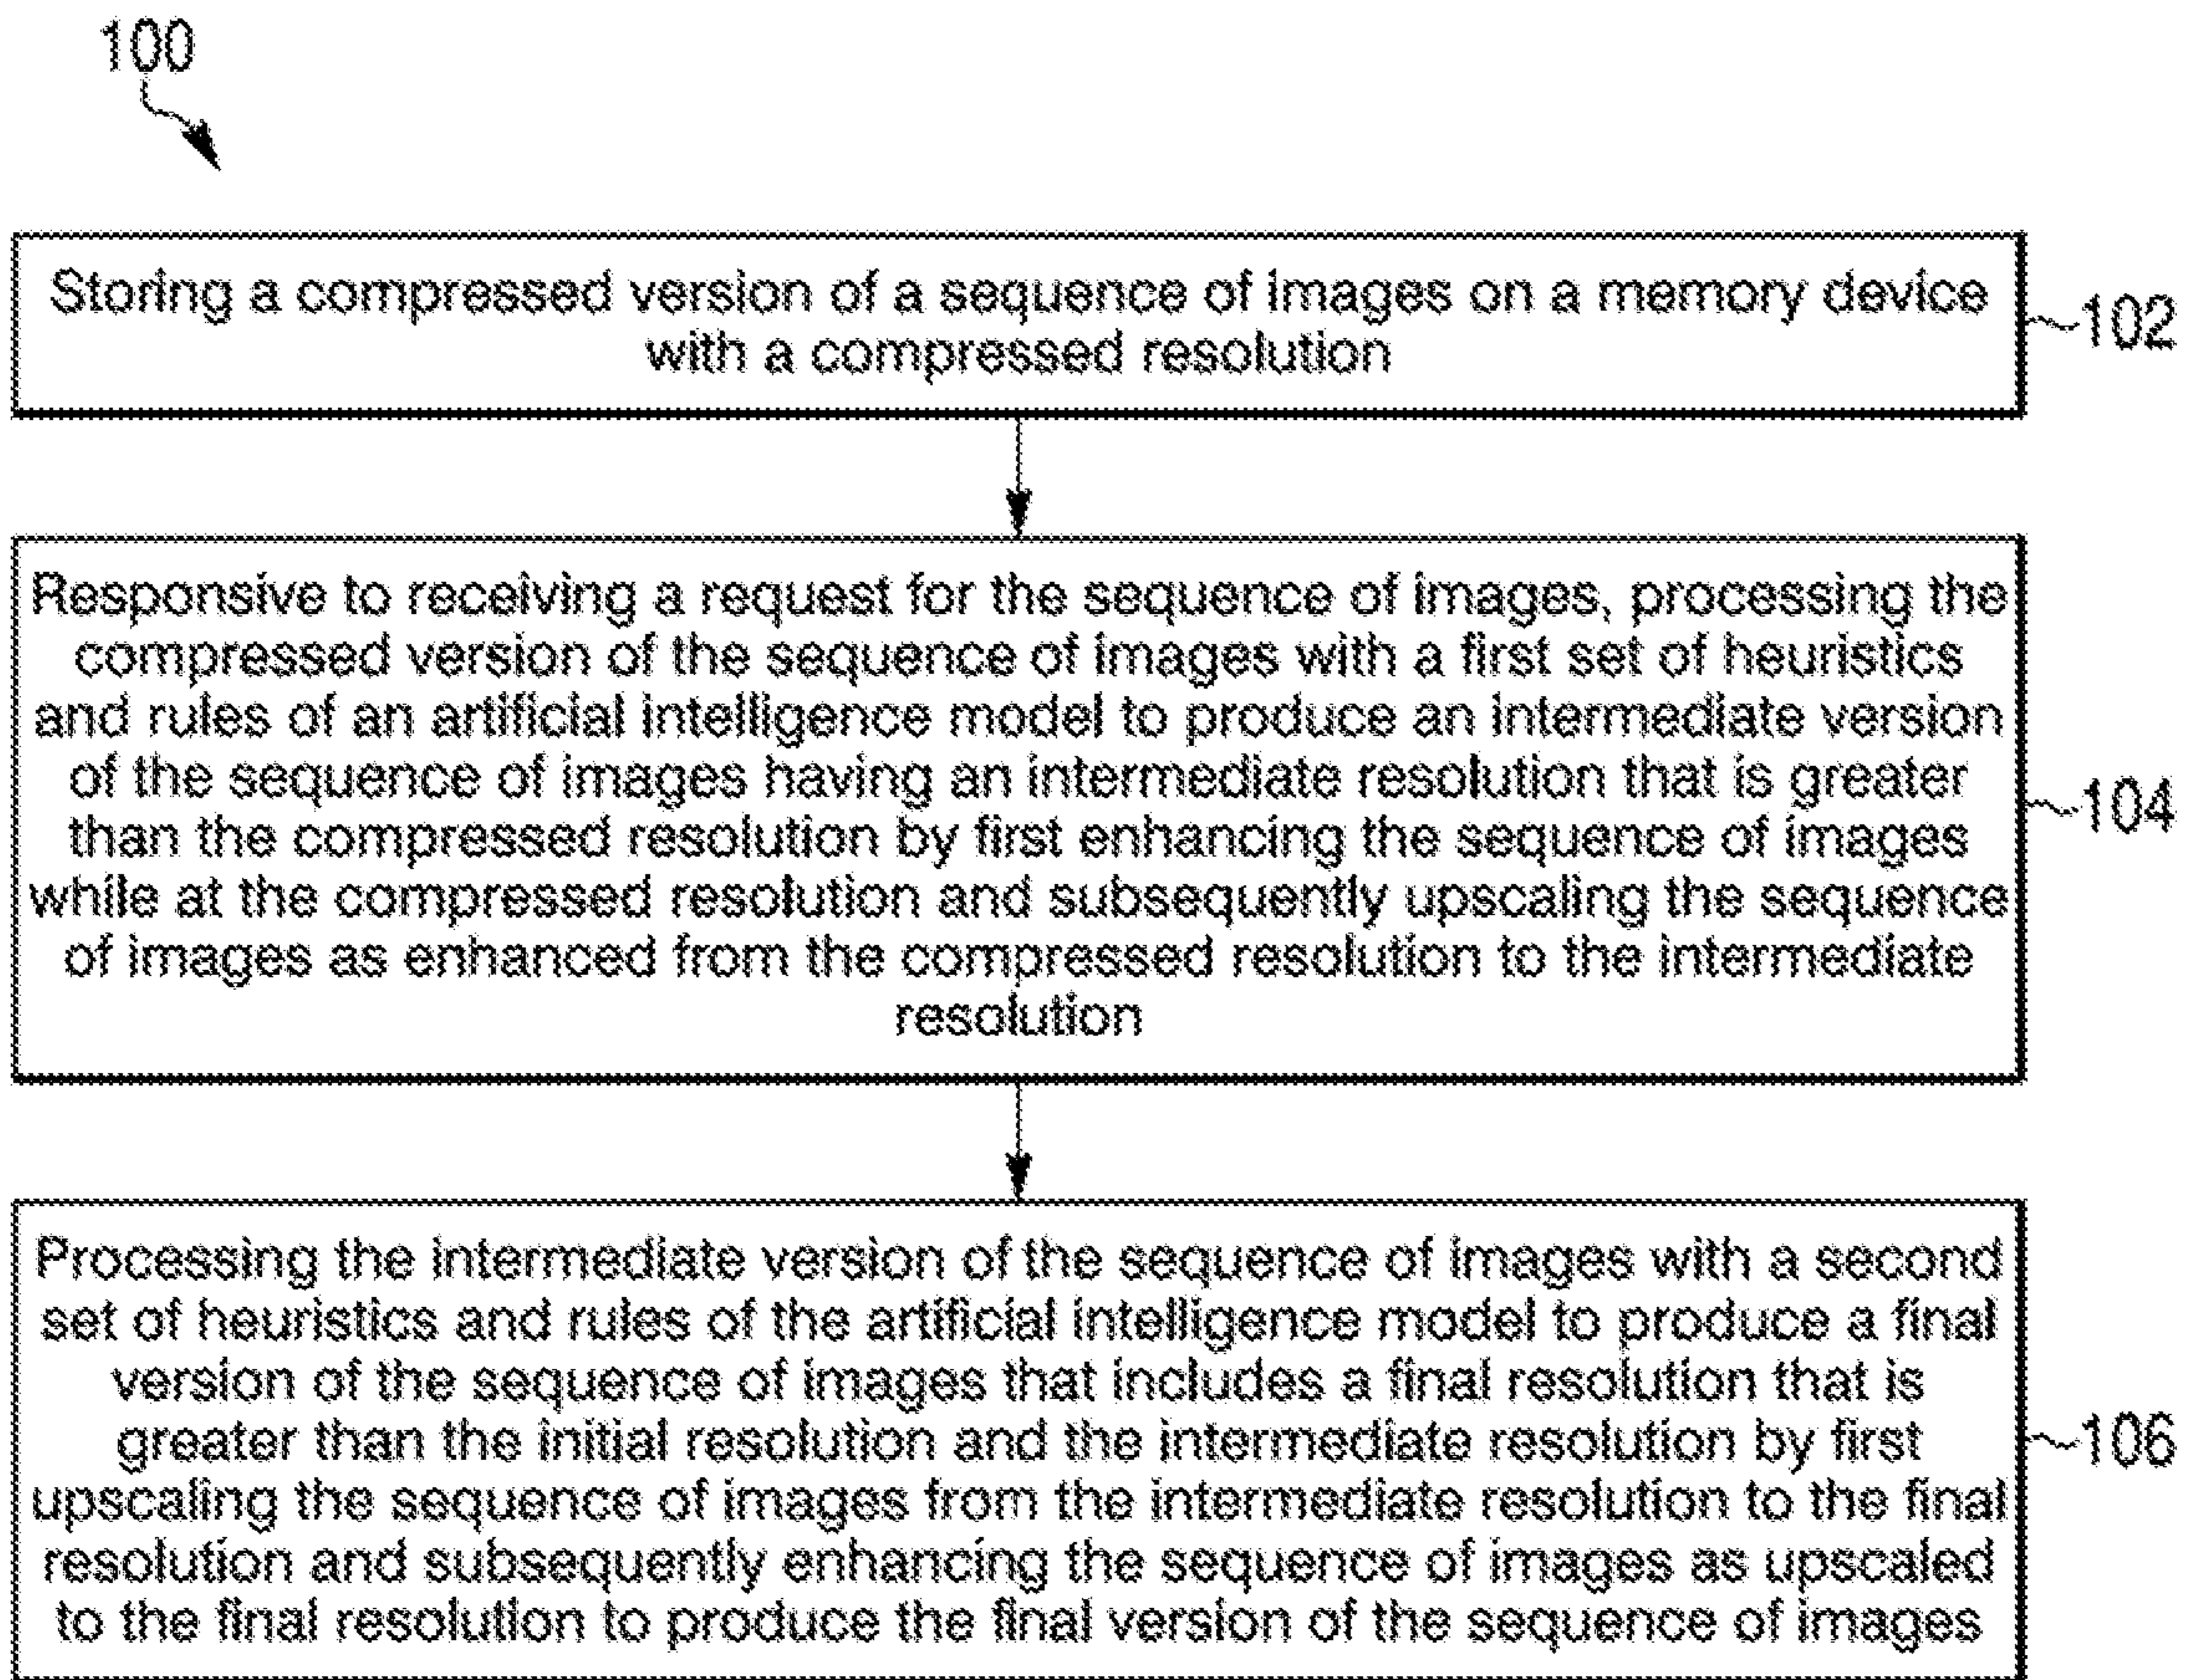 100
Storing a compressed version of a sequence of images on a memory device
with a compressed resolution
102
Responsive to receiving a request for the sequence of images, processing the
compressed version of the sequence of images with a first set of heuristics
and rules of an artificial intelligence model to produce an intermediate version
of the sequence of images having an intermediate resolution that is greater
than the compressed resolution by first enhancing the sequence of images
while at the compressed resolution and subsequently upscaling the sequence
of images as enhanced from the compressed resolution to the intermediate
resolution
104
Processing the intermediate version of the sequence of images with a second
set of heuristics and rules of the artificial intelligence model to produce a final
version of the sequence of images that includes a final resolution that is
greater than the initial resolution and the intermediate resolution by first
upscaling the sequence of images from the intermediate resolution to the final
resolution and subsequently enhancing the sequence of images as upscaled
to the final resolution to produce the final version of the sequence of images
106